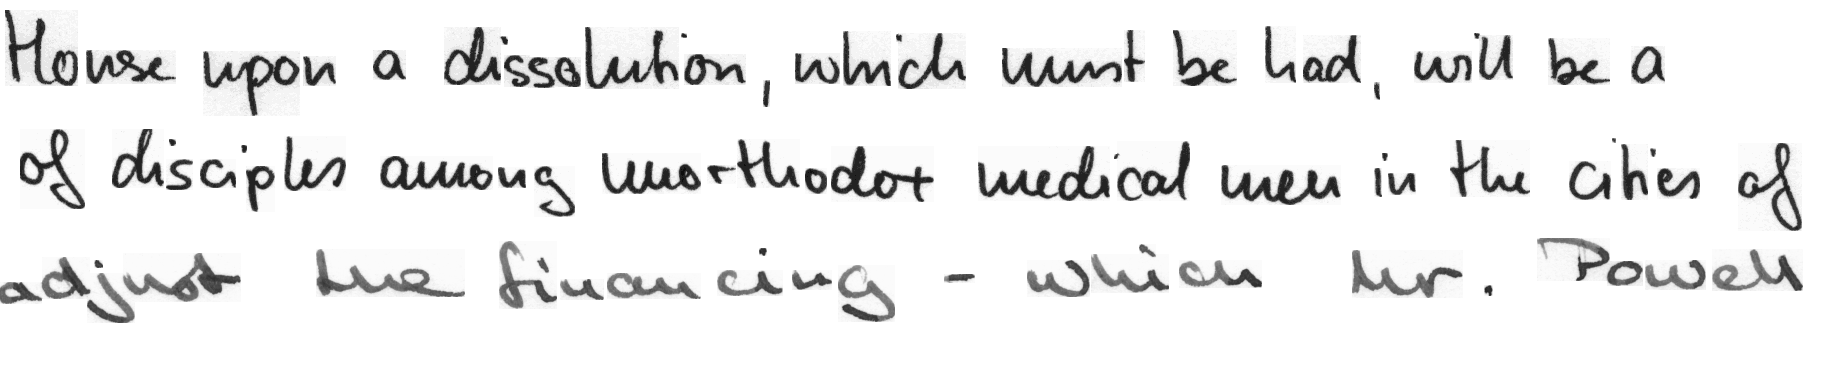 House upon a dissolution, which must be had, will be a
of disciples among unorthodox medical men in the cities of
adjust the financing - which Mr. Powell